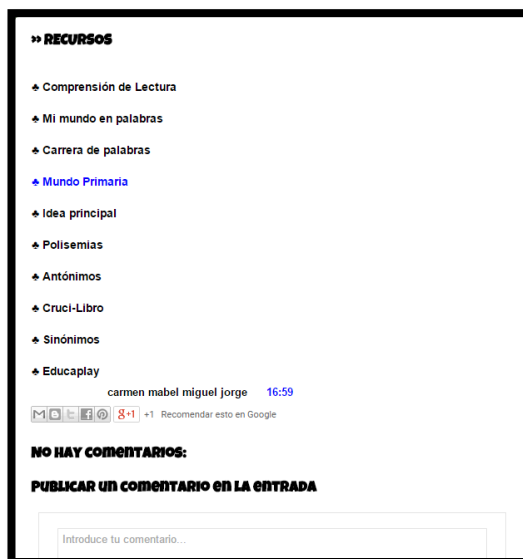 » RECURSOS
♣ Comprensión de Lectura
♣ Mi mundo en palabras
♣ Carrera de palabras
♣ Mundo Primaria
♣ Idea principal
♣ Polisemias
♣ Antónimos
♣ Cruci-Libro
♣ Sinónimos
♣ Educaplay
carmen mabel miguel jorge 16:59
g+1 +1 Recomendar esto en Google
No hay comentarios:
Publicar un comentario en la entrada
Introduce tu comentario...